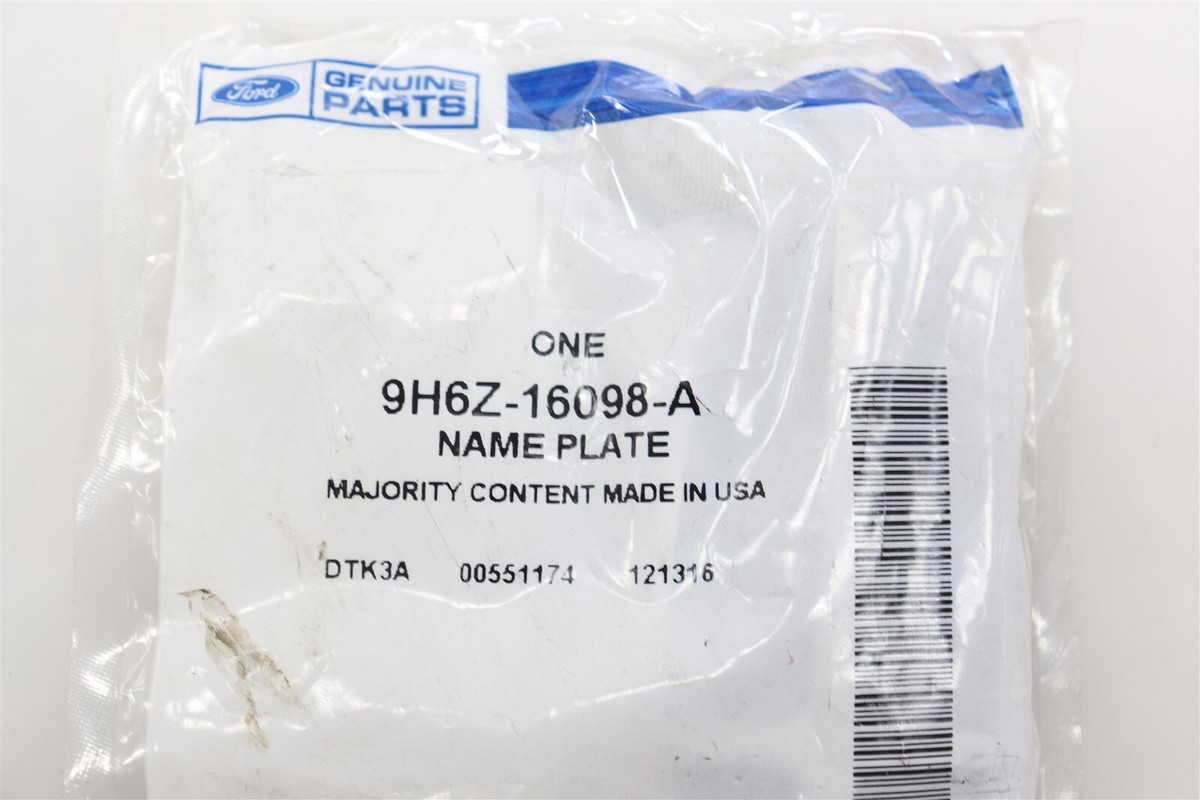 Ford GENUINE
PARTS
ONE
9H6Z-16098-A
NAME PLATE
MAJORITY CONTENT MADE IN USA
DTK3A 00551174 121316